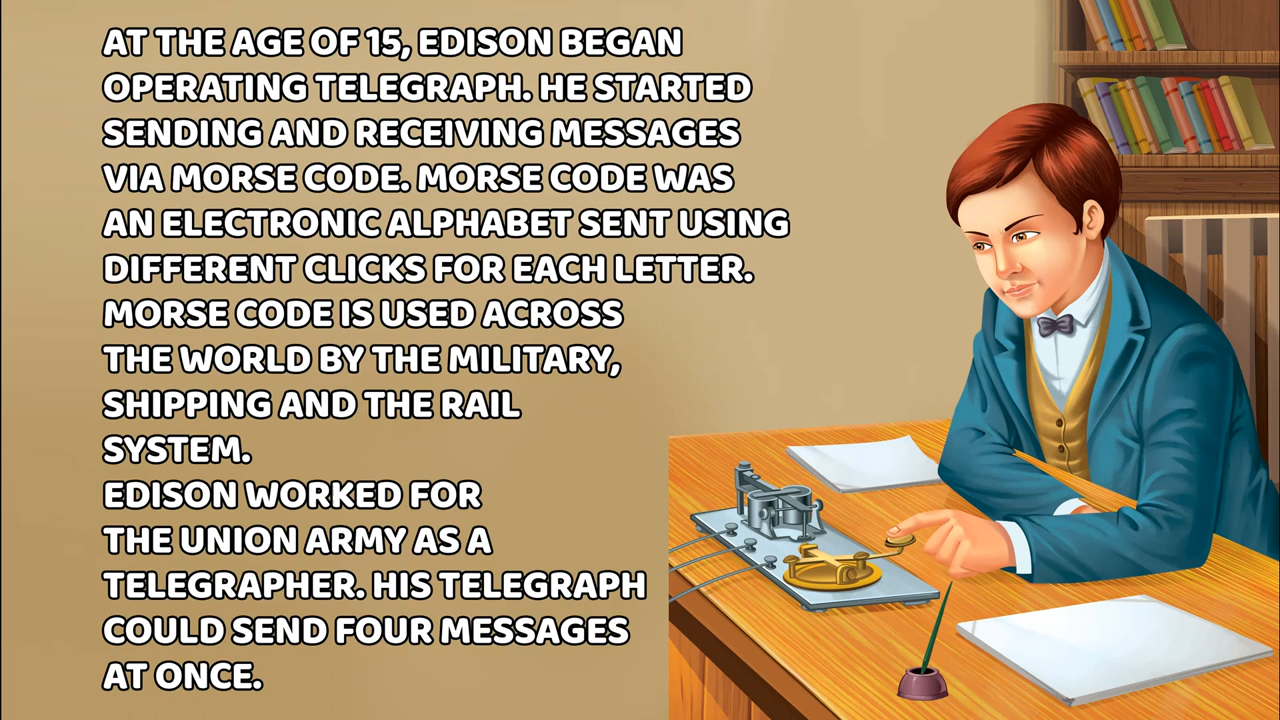 AT THE AGE OF 15, EDISON BEGAN
OPERATING TELEGRAPH. HE STARTED
SENDING AND RECEIVING MESSAGES
VIA MORSE CODE. MORSE CODE WAS
AN ELECTRONIC ALPHABET SENT USING
DIFFERENT CLICKS FOR EACH LETTER.
MORSE CODE IS USED ACROSS
THE WORLD BY THE MILITARY,
SHIPPING AND THE RAIL
SYSTEM.
EDISON WORKED FOR
THE UNION ARMY AS A
TELEGRAPHER. HIS TELEGRAPH
COULD SEND FOUR MESSAGES
AT ONCE.